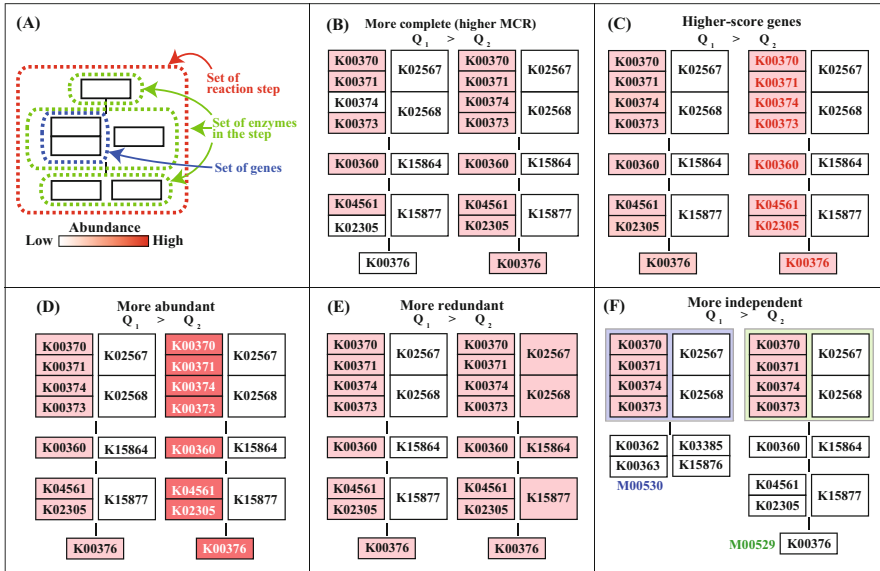 (A)
Set of
reaction step
Set of enzymes
in the step
Set of genes
Abundance
Low High
(B)
More complete (higher MCR)
Q1 > Q2
K00370 K02567 K00370 K02567
K00371 K00371
K00374 K02568 K00374 K02568
K00373 K00373
K00360 K15864 K00360 K15864
K04561 K15877 K04561 K15877
K02305 K02305
K00376 K00376
(C)
Higher-score genes
Q1 > Q2
K00370 K02567 K00370 K02567
K00371 K00371
K00374 K02568 K00374 K02568
K00373 K00373
K00360 K15864 K00360 K15864
K04561 K15877 K04561 K15877
K02305 K02305
K00376 K00376
(D)
More abundant
Q1 > Q2
K00370 K02567 K00370 K02567
K00371 K00371
K00374 K02568 K00374 K02568
K00373 K00373
K00360 K15864 K00360 K15864
K04561 K15877 K04561 K15877
K02305 K02305
K00376 K00376
(E)
More redundant
Q1 > Q2
K00370 K02567 K00370 K02567
K00371 K00371
K00374 K02568 K00374 K02568
K00373 K00373
K00360 K15864 K00360 K15864
K04561 K15877 K04561 K15877
K02305 K02305
K00376 K00376
(F)
More independent
Q1 > Q2
K00370 K02567 K00370 K02567
K00371 K00371
K00374 K02568 K00374 K02568
K00373 K00373
K00362 K03385 K00360 K15864
K00363 K15876
M00530
K04561 K15877
K02305
M00529 K00376